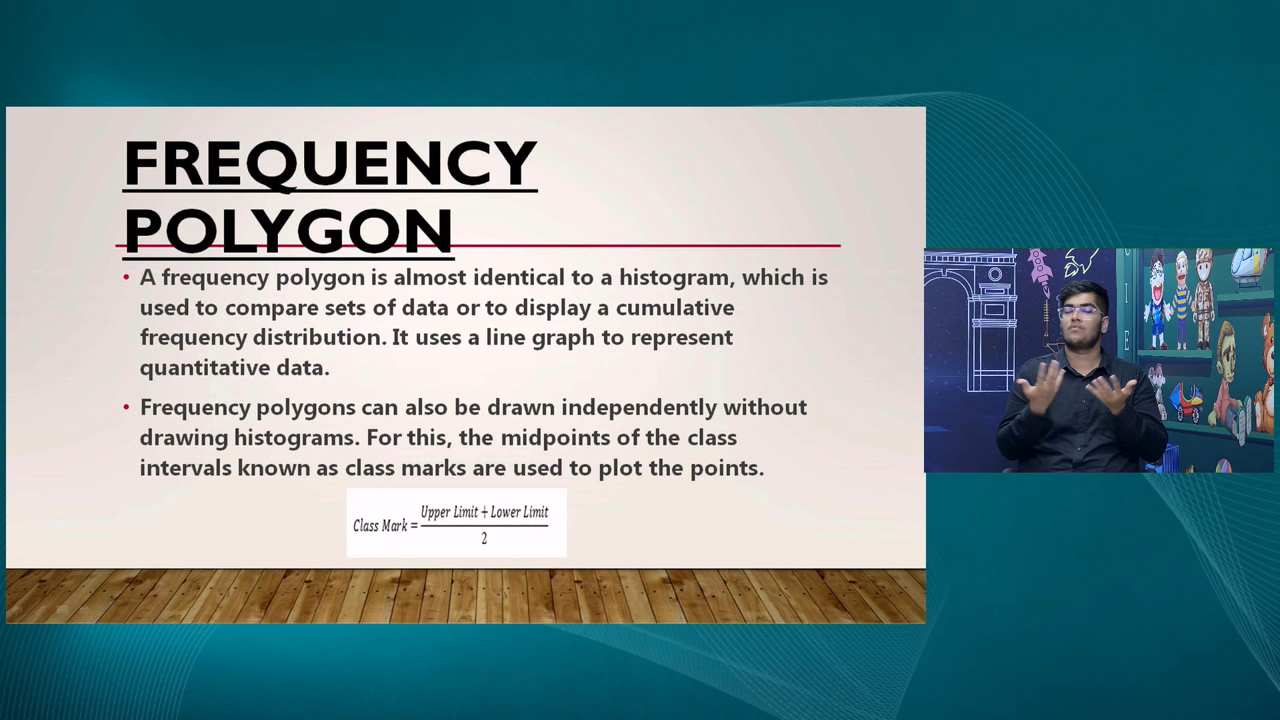 FREQUENCY
POLYGON
• A frequency polygon is almost identical to a histogram, which is
used to compare sets of data or to display a cumulative
frequency distribution. It uses a line graph to represent
quantitative data.
• Frequency polygons can also be drawn independently without
drawing histograms. For this, the midpoints of the class
intervals known as class marks are used to plot the points.
Class Mark = Upper Limit + Lower Limit
2